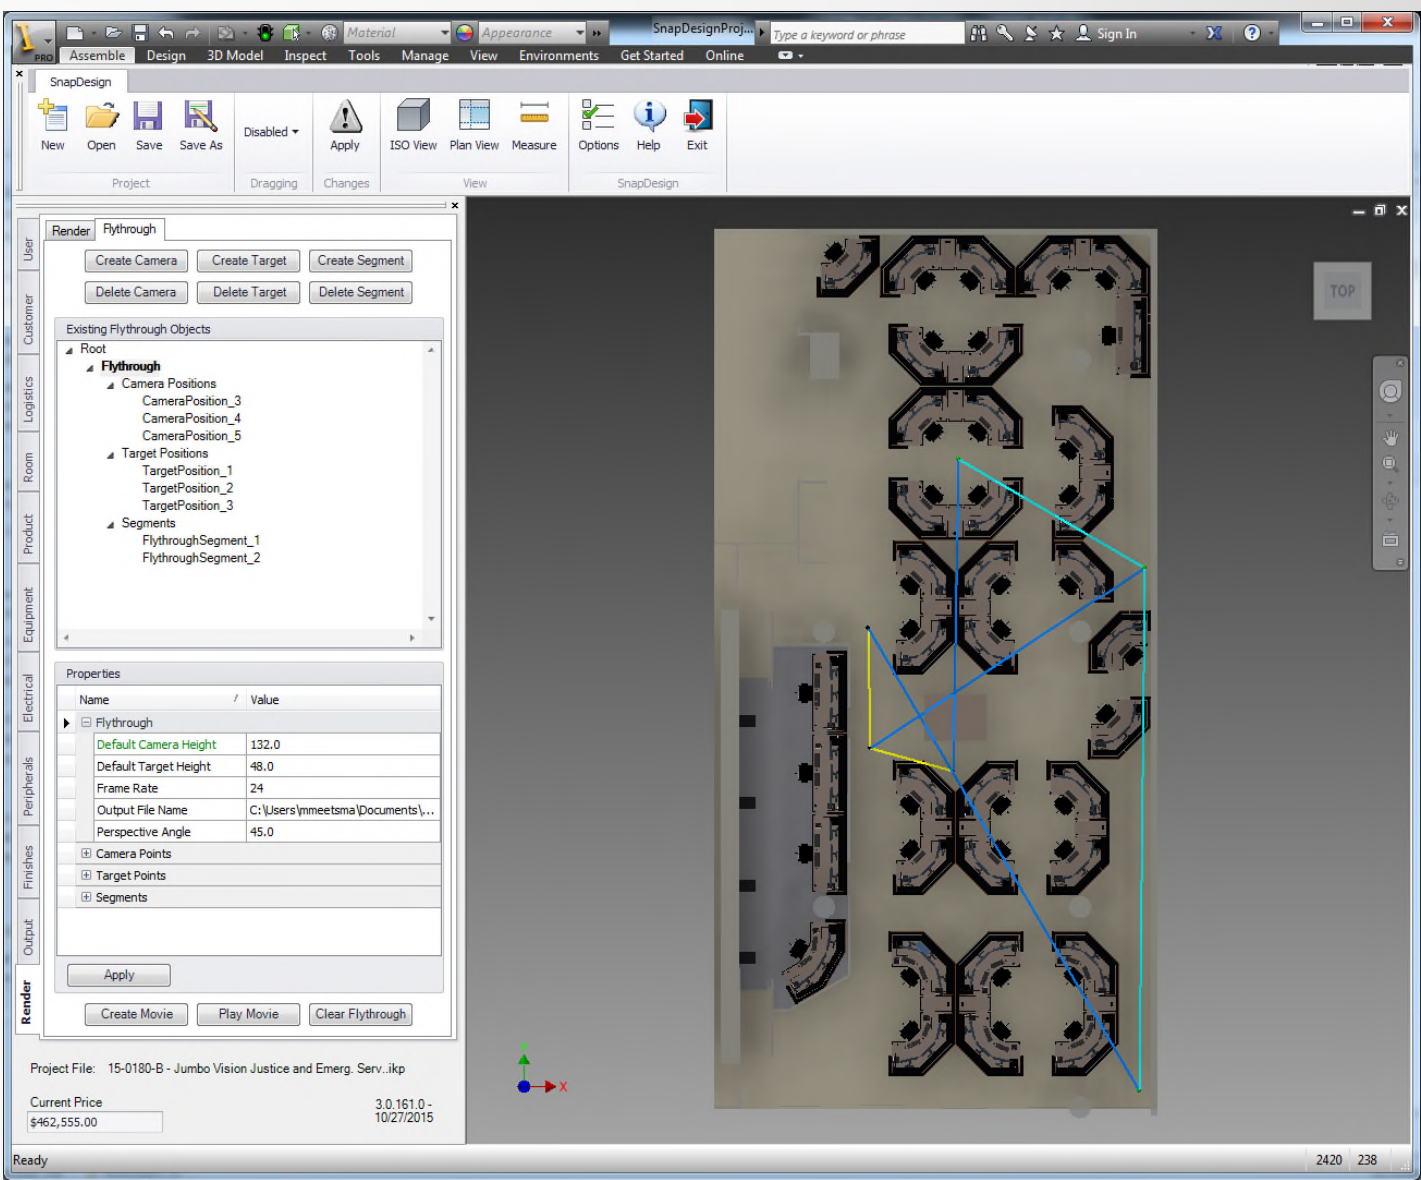 Material
Appearance
SnapDesignProj...
Type a keyword or phrase
Sign In
PRO
Assemble Design 3D Model Inspect Tools Manage View Environments Get Started Online
SnapDesign
New Open Save Save As
Disabled
Apply
ISO View Plan View Measure
Options Help Exit
Project
Dragging
Changes
View
SnapDesign
User
Customer
Logistics
Room
Product
Equipment
Electrical
Peripherals
Finishes
Output
Render
Render Flythrough
Create Camera Create Target Create Segment
Delete Camera Delete Target Delete Segment
Existing Flythrough Objects
Root
Flythrough
Camera Positions
CameraPosition_3
CameraPosition_4
CameraPosition_5
Target Positions
TargetPosition_1
TargetPosition_2
TargetPosition_3
Segments
FlythroughSegment_1
FlythroughSegment_2
Properties
Name / Value
Flythrough
Default Camera Height 132.0
Default Target Height 48.0
Frame Rate 24
Output File Name C:\Users\mmeetsma\Documents\...
Perspective Angle 45.0
Camera Points
Target Points
Segments
Apply
Create Movie Play Movie Clear Flythrough
Project File: 15-0180-B - Jumbo Vision Justice and Emerg. Serv..ikp
Current Price
$462,555.00
3.0.161.0 -
10/27/2015
TOP
Y
X
Ready
2420 238